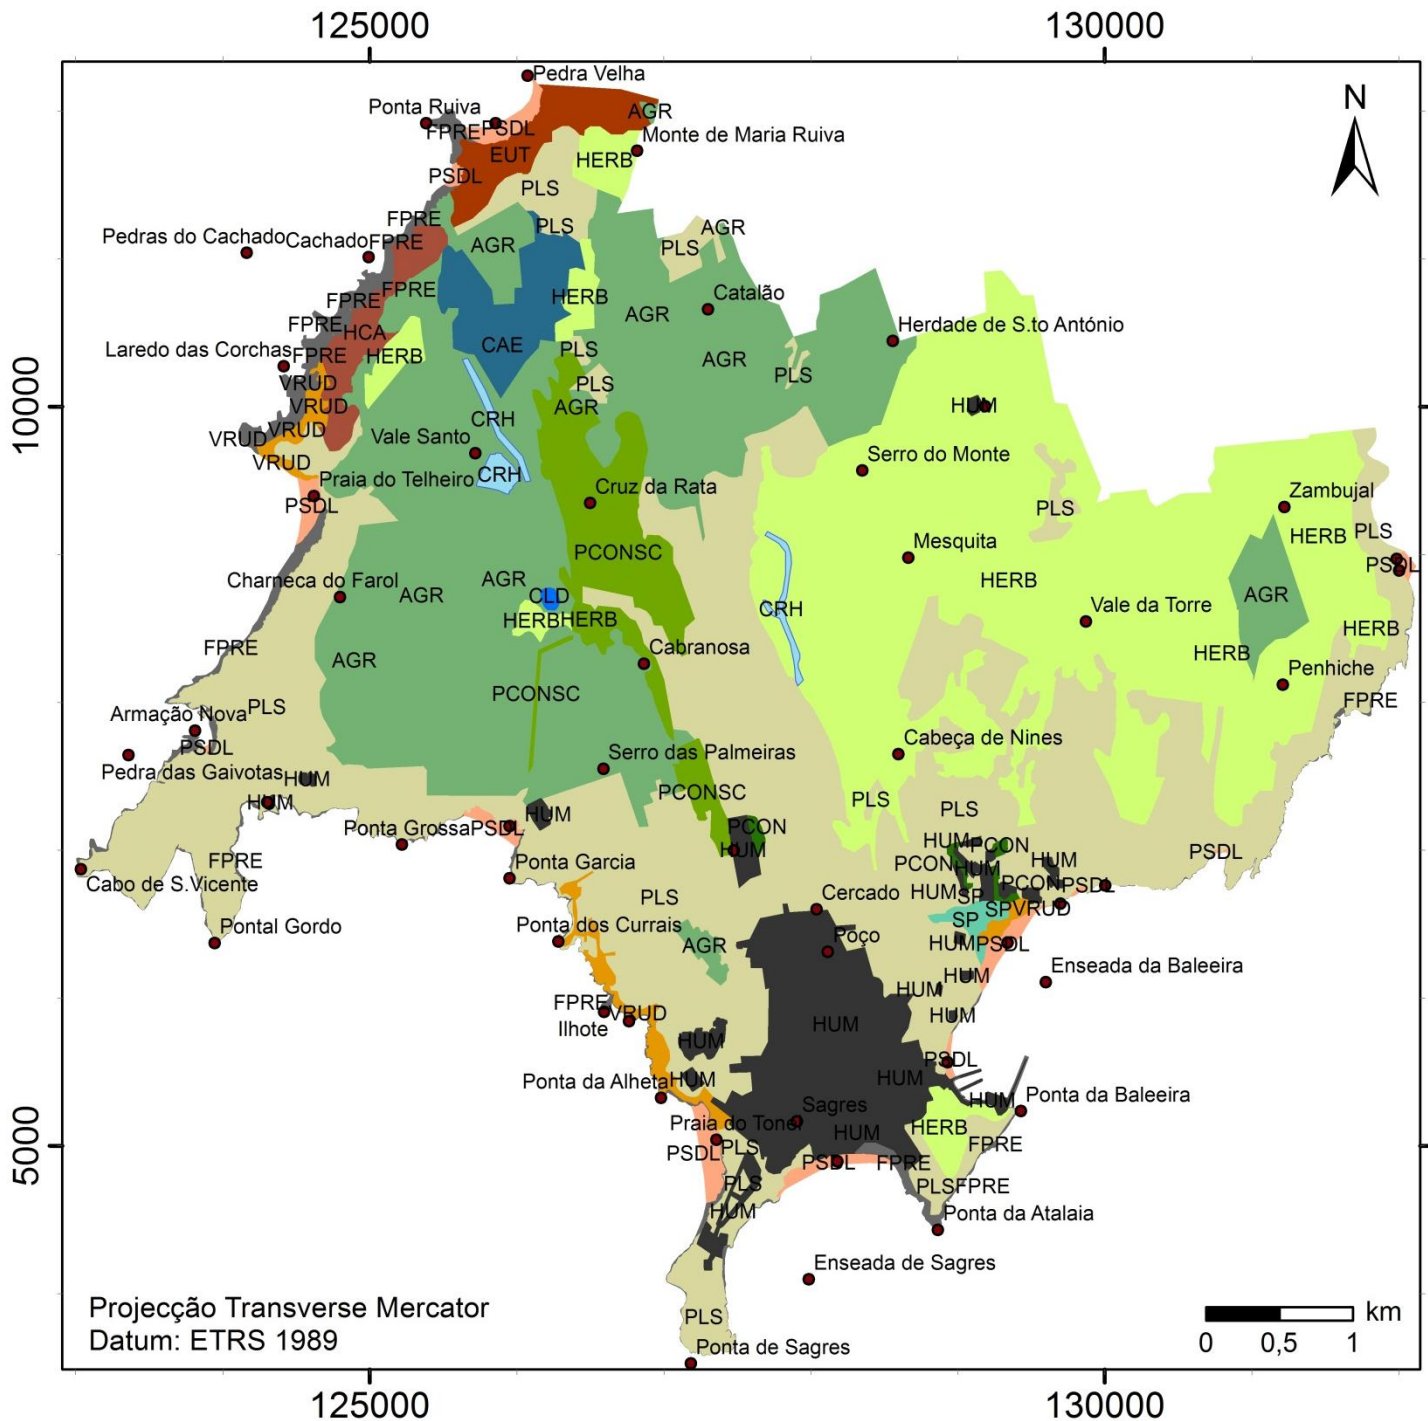 125000
130000
Pedra Velha
N
Ponta Ruiva
AGR
FPRE
PSDL
Monte de Maria Ruiva
EUT
HERB
PSDL
PLS
FPRE
PLS
AGR
Pedras do Cachado
Cachado
FPRE
AGR
PLS
FPRE
HERB
Catalão
FPRE
AGR
FPRE
HCA
Herdade de S.to António
Laredo das Corchas
FPRE
HERB
CAE
PLS
AGR
VRUD
PLS
PLS
10000
VRUD
AGR
HUM
CRH
VRUD
VRUD
Vale Santo
Serro do Monte
VRUD
CRH
Praia do Telheiro
Cruz da Rata
Zambujal
PSDL
PLS
HERB
PLS
PCONSC
Mesquita
PSDL
Charneca do Farol
AGR
AGR
HERB
CLD
AGR
CRH
Vale da Torre
HERB
HERB
HERB
FPRE
Cabranosa
HERB
AGR
Penhiche
PCONSC
FPRE
PLS
Armação Nova
PSDL
Serro das Palmeiras
Cabeça de Nines
Pedra das Gaivotas
HUM
PCONSC
PLS
HUM
PLS
HUM
Ponta Grossa
PSDL
PCON
HUM
PCON
HUM
PSDL
FPRE
Ponta Garcia
PCON
HUM
HUM
Cabo de S.Vicente
PCON
PSDL
PLS
Cercado
HUM
SP
SP
VRUD
Pontal Gordo
Ponta dos Currais
SP
AGR
Poço
HUM
PSDL
Enseada da Baleeira
HUM
HUM
FPRE
VRUD
HUM
HUM
Ilhote
HUM
PSDL
Ponta da Alheta
HUM
HUM
HUM
Ponta da Baleeira
Sagres
Praia do Tonel
HUM
HERB
5000
PLS
FPRE
PSDL
PSDL
FPRE
PLS
PLS
FPRE
HUM
Ponta da Atalaia
Enseada de Sagres
Projecção Transverse Mercator
Datum: ETRS 1989
PLS
km
0 0,5 1
Ponta de Sagres
125000
130000